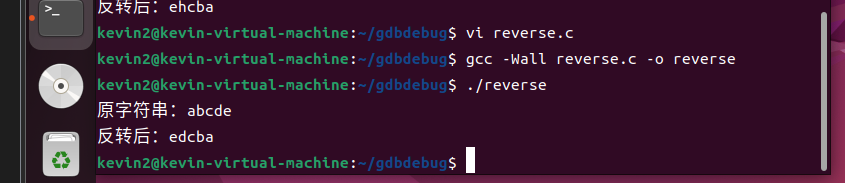 >_
反转后：ehcba
kevin2@kevin-virtual-machine:~/gdbdebug$ vi reverse.c
kevin2@kevin-virtual-machine:~/gdbdebug$ gcc -Wall reverse.c -o reverse
kevin2@kevin-virtual-machine:~/gdbdebug$ ./reverse
原字符串：abcde
反转后：edcba
kevin2@kevin-virtual-machine:~/gdbdebug$